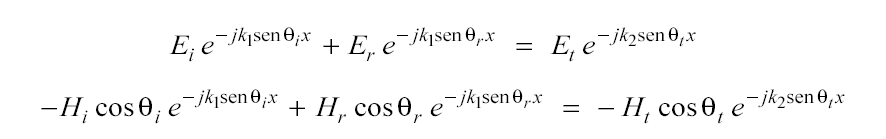 E_i e^{-jk_1 sen θ_i x} + E_r e^{-jk_1 sen θ_r x} = E_t e^{-jk_2 sen θ_t x}
-H_i cos θ_i e^{-jk_1 sen θ_i x} + H_r cos θ_r e^{-jk_1 sen θ_r x} = -H_t cos θ_t e^{-jk_2 sen θ_t x}